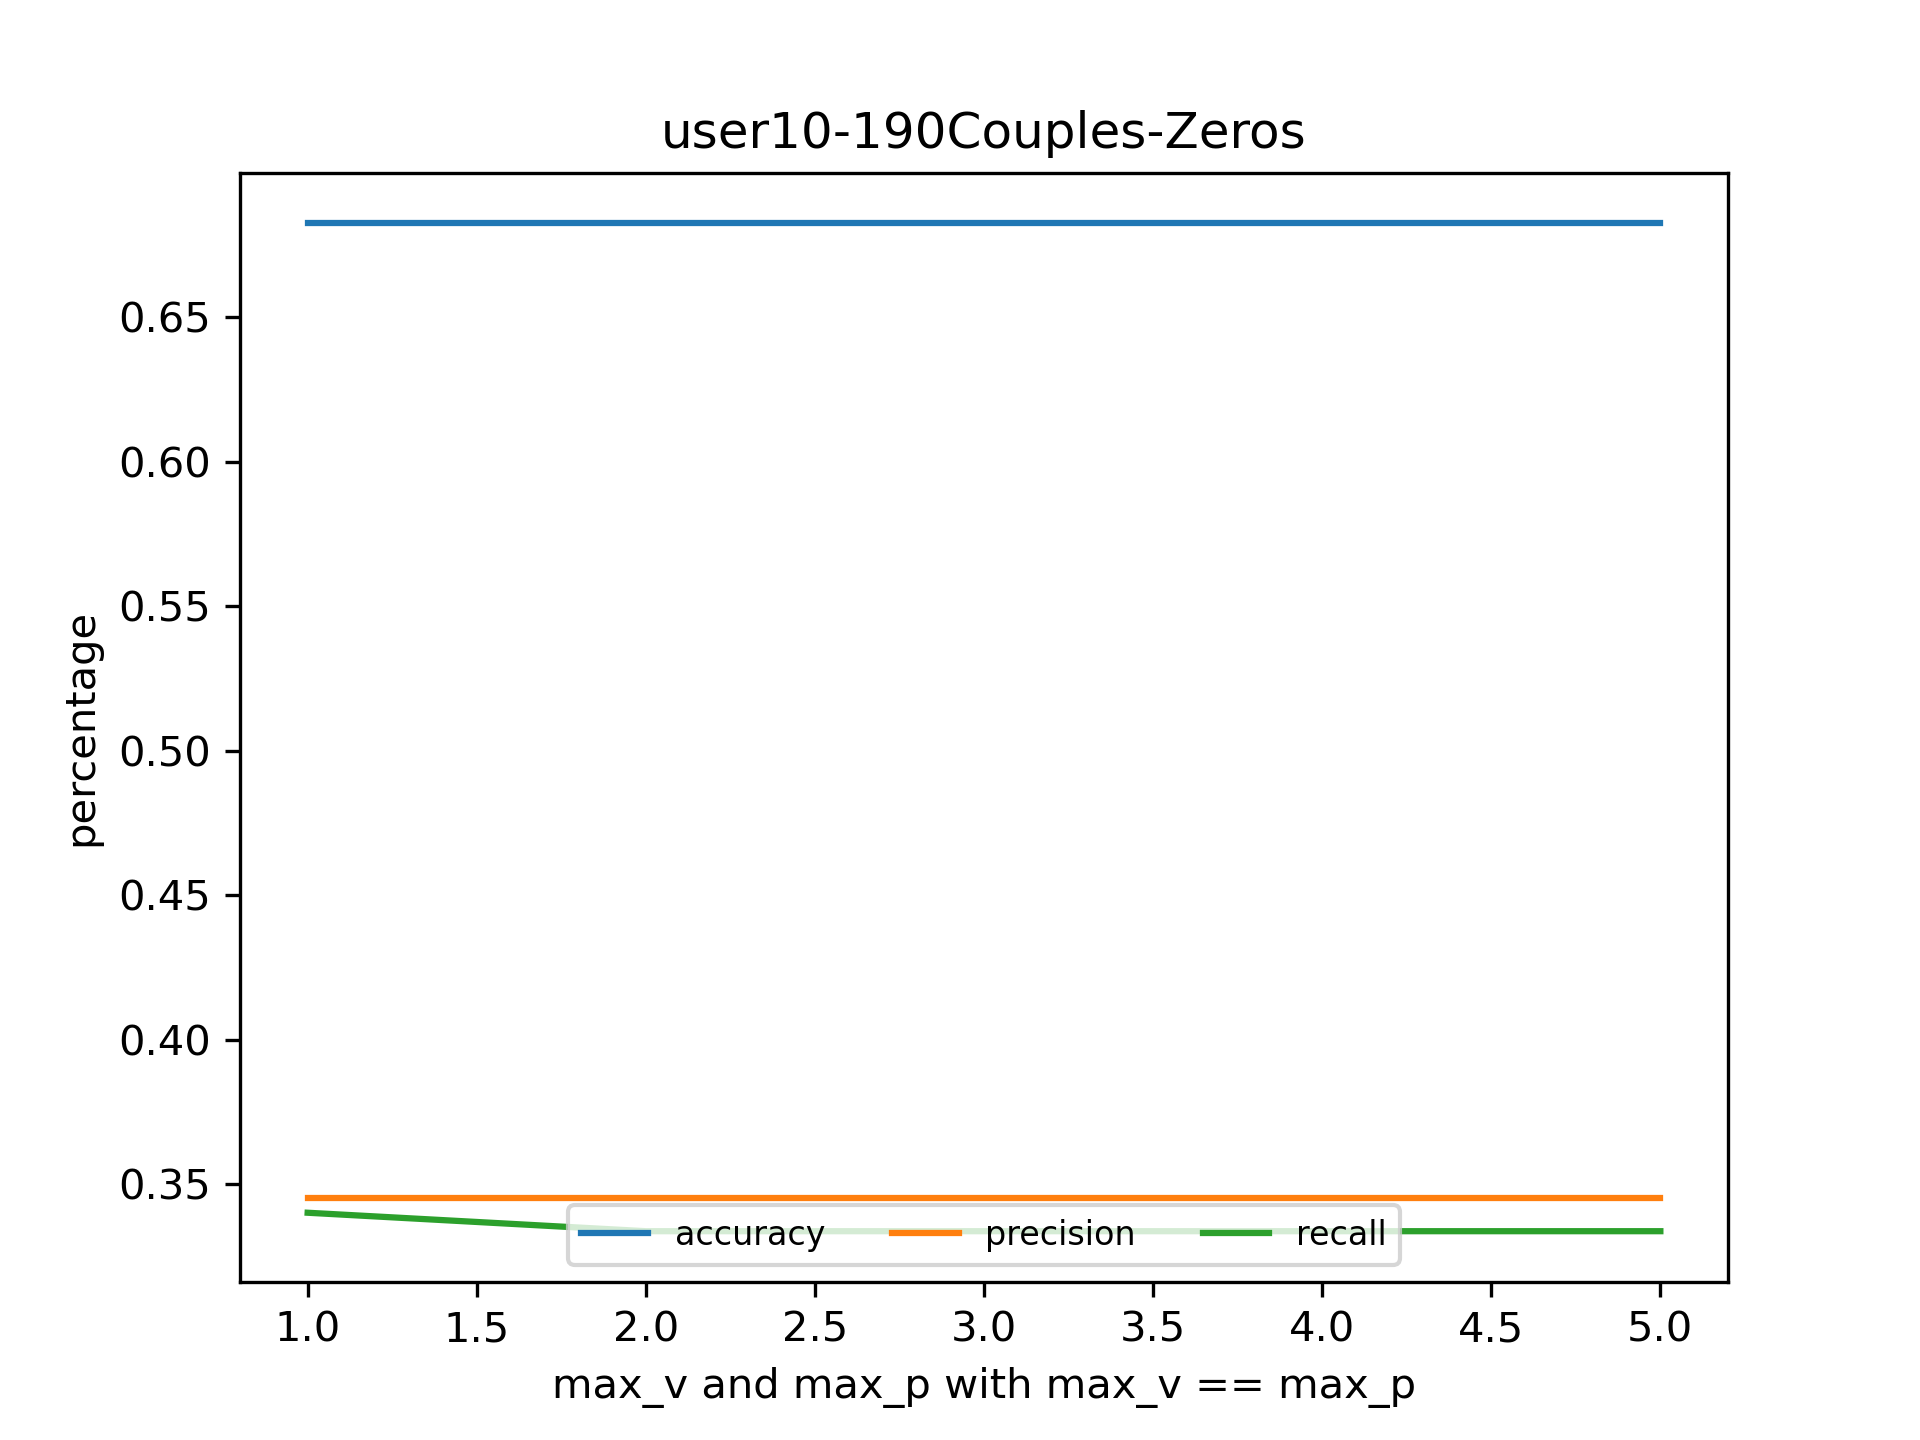 user10-190Couples-Zeros
percentage
0.65
0.60
0.55
0.50
0.45
0.40
0.35
accuracy precision recall
1.0 1.5 2.0 2.5 3.0 3.5 4.0 4.5 5.0
max_v and max_p with max_v == max_p